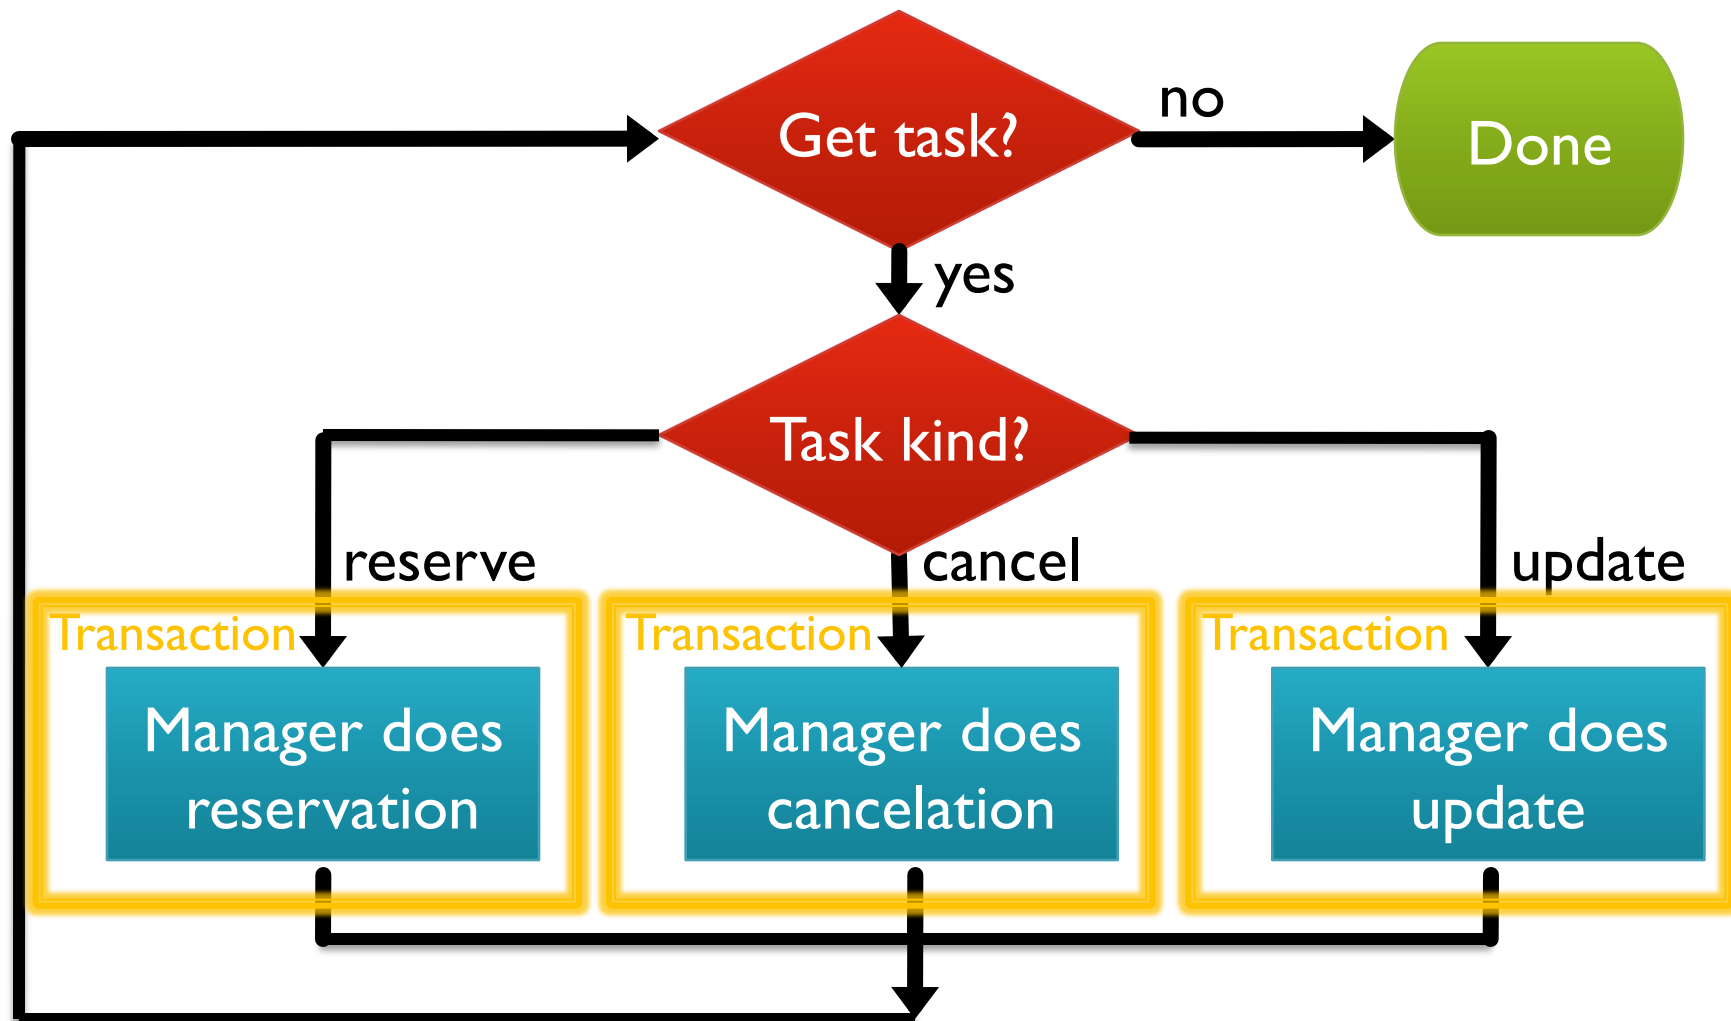 Get task?
no
Done
yes
Task kind?
reserve
cancel
update
Transaction
Transaction
Transaction
Manager does
reservation
Manager does
cancelation
Manager does
update